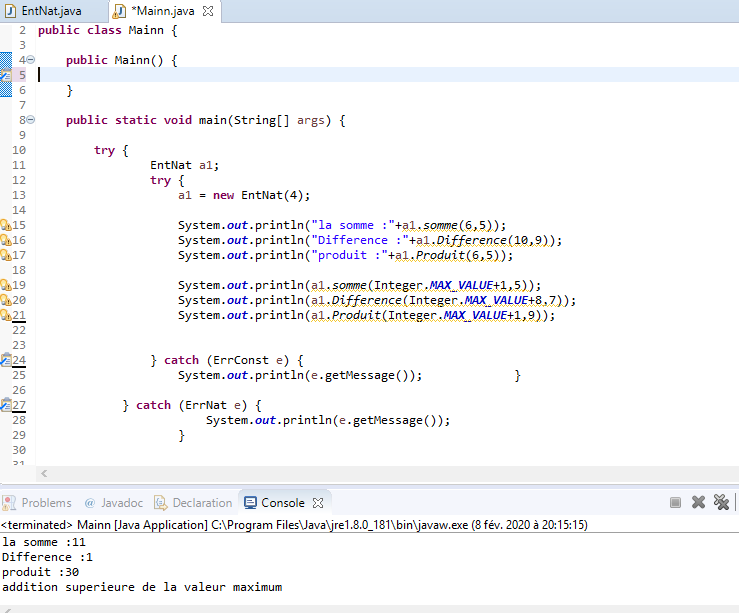 EntNat.java *Mainn.java
2 public class Mainn {
3
4 public Mainn() {
5
6 }
7
8 public static void main(String[] args) {
9
10 try {
11 EntNat a1;
12 try {
13 a1 = new EntNat(4);
14
15 System.out.println("la somme :"+a1.somme(6,5));
16 System.out.println("Difference :"+a1.Difference(10,9));
17 System.out.println("produit :"+a1.Produit(6,5));
18
19 System.out.println(a1.somme(Integer.MAX_VALUE+1,5));
20 System.out.println(a1.Difference(Integer.MAX_VALUE+8,7));
21 System.out.println(a1.Produit(Integer.MAX_VALUE+1,9));
22
23
24 } catch (ErrConst e) {
25 System.out.println(e.getMessage()); }
26
27 } catch (ErrNat e) {
28 System.out.println(e.getMessage());
29 }
30
31
Problems @ Javadoc Declaration Console
<terminated> Mainn [Java Application] C:\Program Files\Java\jre1.8.0_181\bin\javaw.exe (8 fév. 2020 à 20:15:15)
la somme :11
Difference :1
produit :30
addition superieure de la valeur maximum